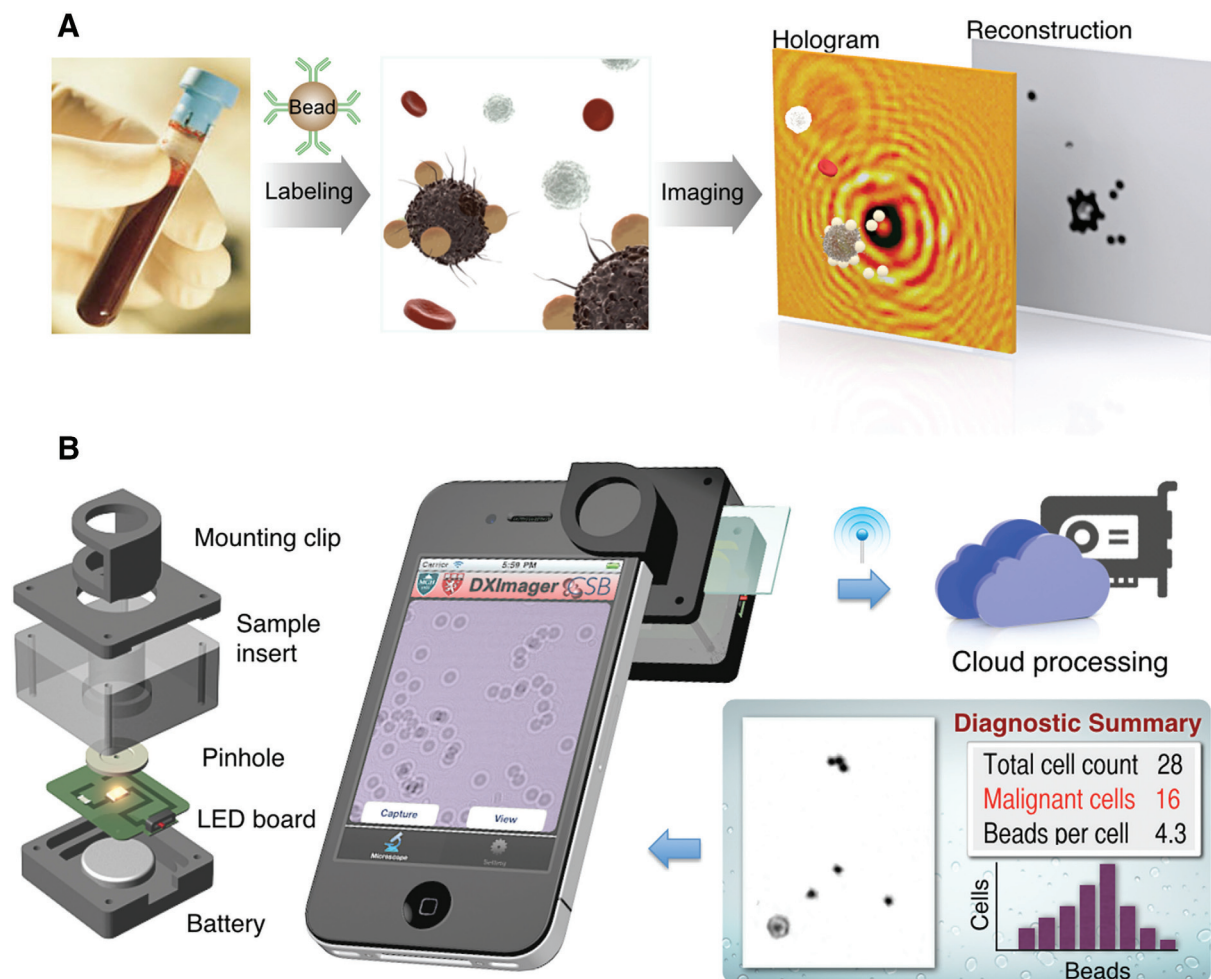 A
Bead
Labeling
Imaging
Hologram
Reconstruction
B
Mounting clip
Sample
insert
Pinhole
LED board
Battery
Carrier
5:59 PM
MGH
DXImager
CSB
Capture
View
Microscope
Setting
Cloud processing
Diagnostic Summary
Total cell count 28
Malignant cells 16
Beads per cell 4.3
Cells
Beads